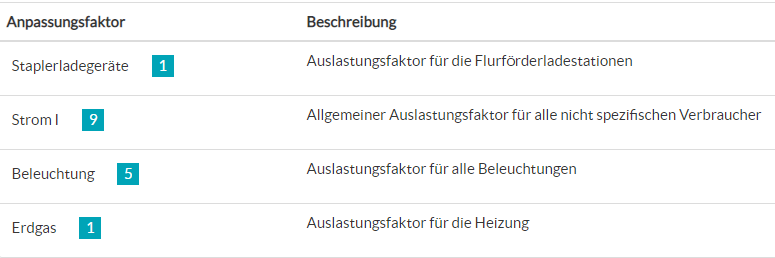 Anpassungsfaktor Beschreibung
Staplerladegeräte 1 Auslastungsfaktor für die Flurförderladestationen
Strom I 9 Allgemeiner Auslastungsfaktor für alle nicht spezifischen Verbraucher
Beleuchtung 5 Auslastungsfaktor für alle Beleuchtungen
Erdgas 1 Auslastungsfaktor für die Heizung